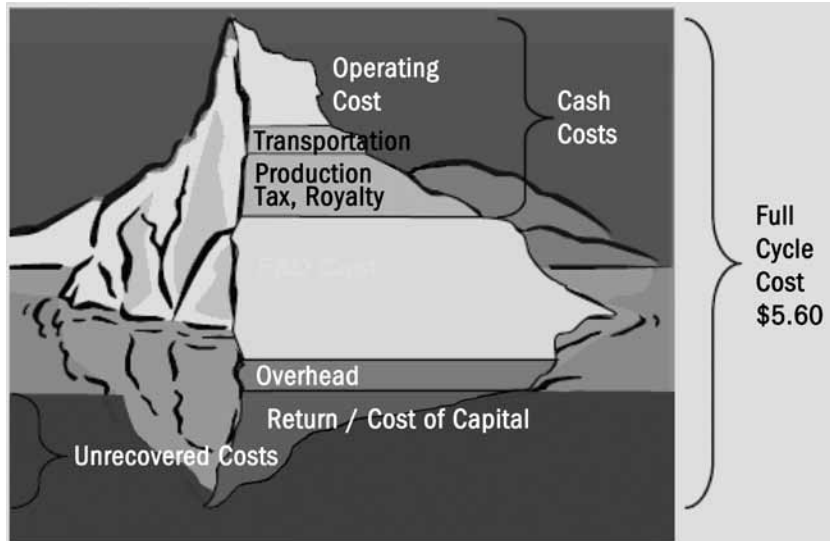 Operating
Cost
Cash
Costs
Transportation
Production
Tax, Royalty
Full
Cycle
Cost
$5.60
F&D Cost
Overhead
Return / Cost of Capital
Unrecovered Costs